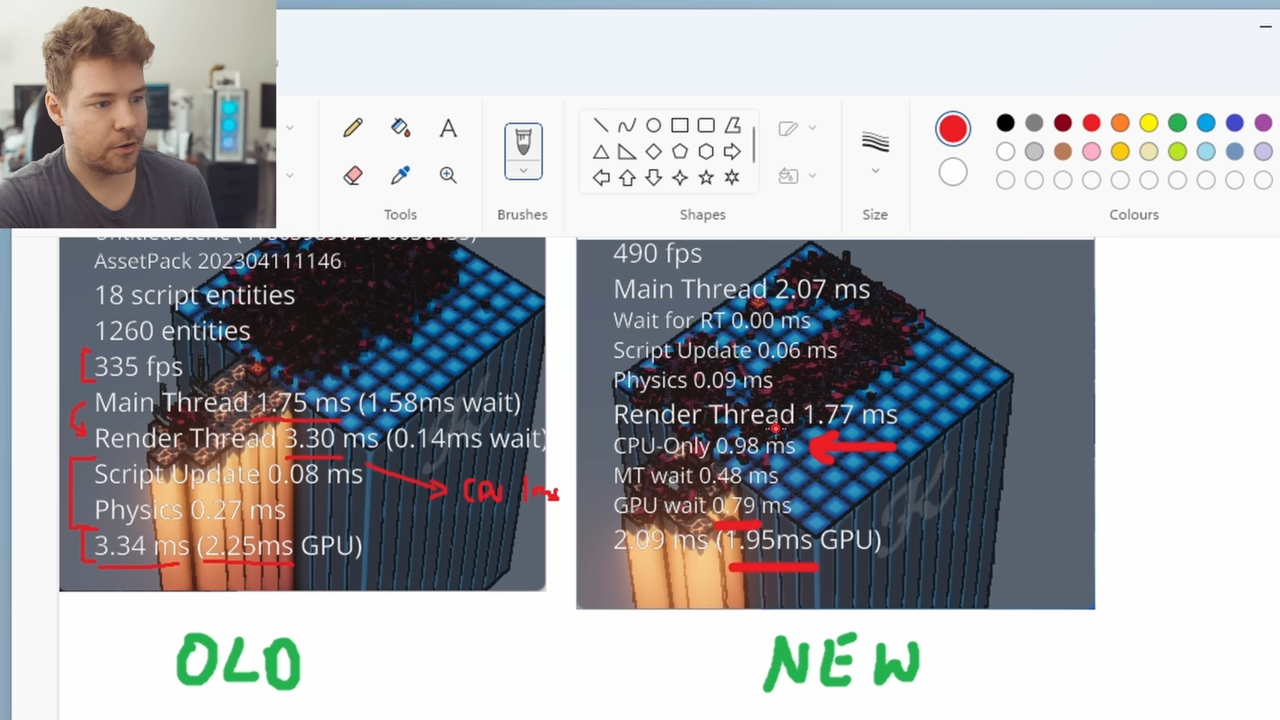 Tools
Brushes
Shapes
Size
Colours
AssetPack 202304111146
18 script entities
1260 entities
335 fps
Main Thread 1.75 ms (1.58ms wait)
Render Thread 3.30 ms (0.14ms wait)
Script Update 0.08 ms
Physics 0.27 ms
3.34 ms (2.25ms GPU)
OLD
490 fps
Main Thread 2.07 ms
Wait for RT 0.00 ms
Script Update 0.06 ms
Physics 0.09 ms
Render Thread 1.77 ms
CPU-Only 0.98 ms
MT wait 0.48 ms
GPU wait 0.79 ms
2.09 ms (1.95ms GPU)
NEW